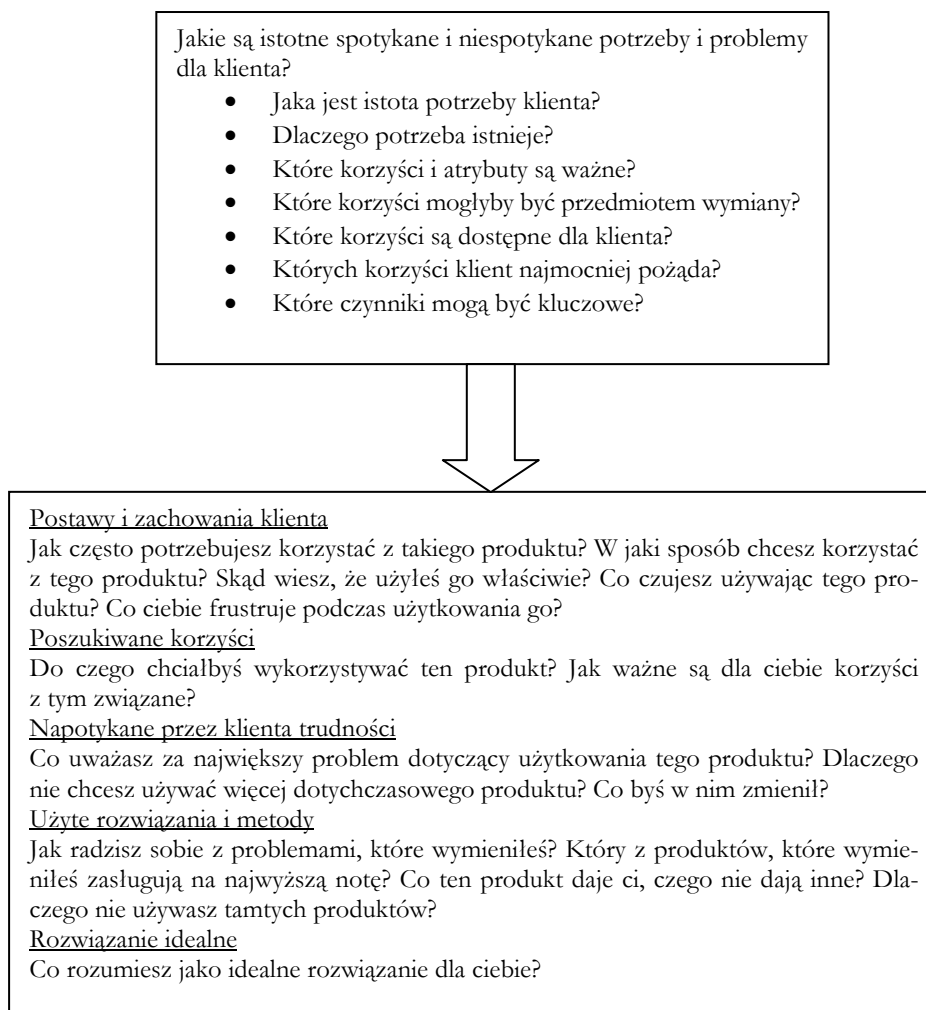 Jakie są istotne spotykane i niespotykane potrzeby i problemy
dla klienta?
• Jaka jest istota potrzeby klienta?
• Dlaczego potrzeba istnieje?
• Które korzyści i atrybuty są ważne?
• Które korzyści mogłyby być przedmiotem wymiany?
• Które korzyści są dostępne dla klienta?
• Których korzyści klient najmocniej pożąda?
• Które czynniki mogą być kluczowe?
Postawy i zachowania klienta
Jak często potrzebujesz korzystać z takiego produktu? W jaki sposób chcesz korzystać
z tego produktu? Skąd wiesz, że użyłeś go właściwie? Co czujesz używając tego pro-
duktu? Co ciebie frustruje podczas użytkowania go?
Poszukiwane korzyści
Do czego chciałbyś wykorzystywać ten produkt? Jak ważne są dla ciebie korzyści
z tym związane?
Napotykane przez klienta trudności
Co uważasz za największy problem dotyczący użytkowania tego produktu? Dlaczego
nie chcesz używać więcej dotychczasowego produktu? Co byś w nim zmienił?
Użyte rozwiązania i metody
Jak radzisz sobie z problemami, które wymieniłeś? Który z produktów, które wymie-
niłeś zasługują na najwyższą notę? Co ten produkt daje ci, czego nie dają inne? Dla-
czego nie używasz tamtych produktów?
Rozwiązanie idealne
Co rozumiesz jako idealne rozwiązanie dla ciebie?